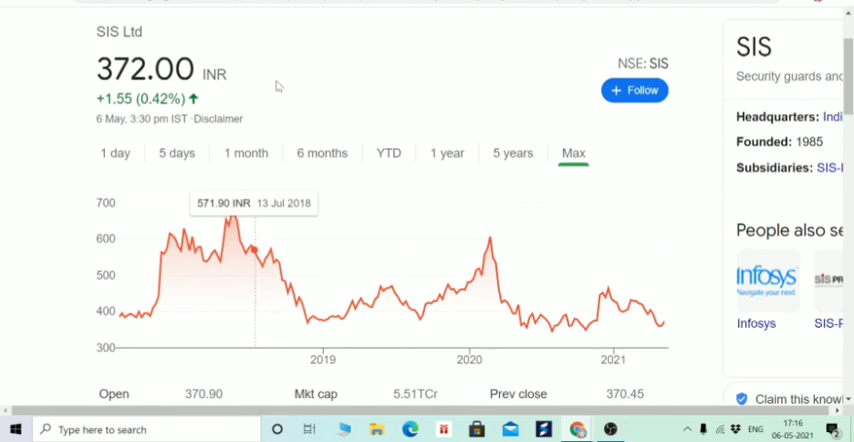 SIS Ltd
372.00 INR
+1.55 (0.42%)
6 May, 3:30 pm IST · Disclaimer
NSE: SIS
+ Follow
1 day 5 days 1 month 6 months YTD 1 year 5 years Max
571.90 INR 13 Jul 2018
700
600
500
400
300
2019 2020 2021
Open 370.90 Mkt cap 5.51TCr Prev close 370.45
SIS
Security guards and
Headquarters: Indi
Founded: 1985
Subsidiaries: SIS-
People also se
Infosys
Navigate your next
SIS PR
Infosys SIS-P
Claim this know
Type here to search
ENG
17:16
06-05-2021
2